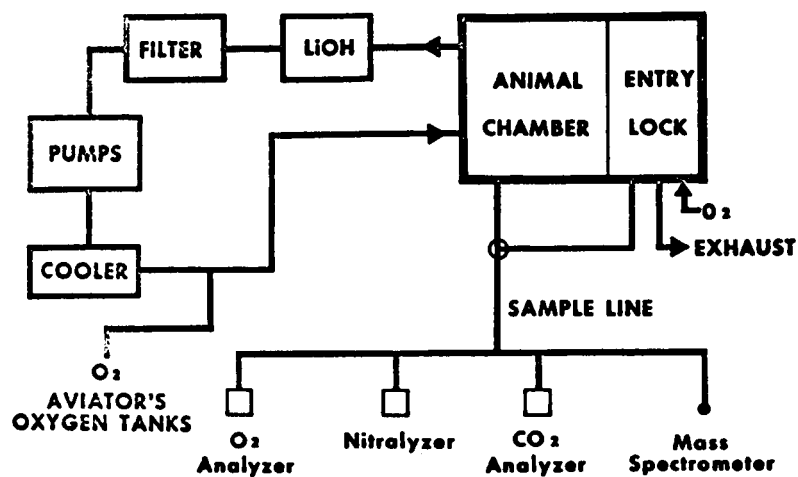 FILTER
LiOH
ANIMAL
CHAMBER
ENTRY
LOCK
PUMPS
COOLER
O2
EXHAUST
SAMPLE LINE
O2
AVIATOR'S
OXYGEN TANKS
O2
Analyzer
Nitralyzer
CO2
Analyzer
Mass
Spectrometer